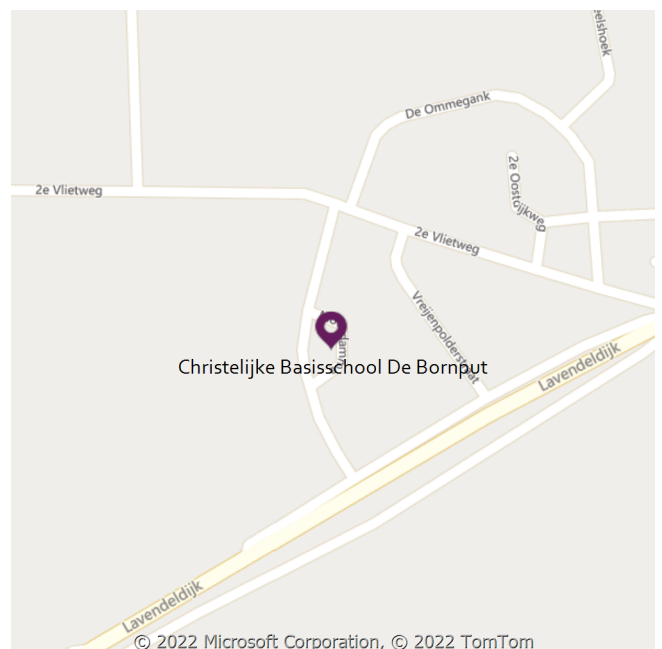 eelshoek
De Ommegank
2e Oostdijkweg
2e Vlietweg
2e Vlietweg
Vreijenpolderstraat
Christelijke Basisschool De Bornput
Lavendeldijk
Lavendeldijk
© 2022 Microsoft Corporation, © 2022 TomTom